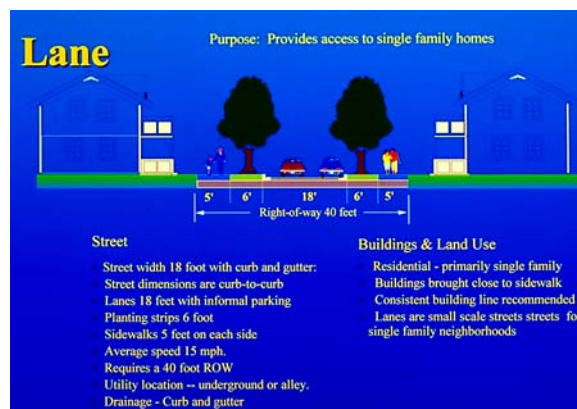 Lane
Purpose: Provides access to single family homes
5' 6' 18' 6' 5'
Right-of-way 40 feet
Street
Street width 18 foot with curb and gutter:
Street dimensions are curb-to-curb
Lanes 18 feet with informal parking
Planting strips 6 foot
Sidewalks 5 feet on each side
Average speed 15 mph.
Requires a 40 foot ROW
Utility location -- underground or alley.
Drainage - Curb and gutter
Buildings & Land Use
Residential - primarily single family
Buildings brought close to sidewalk
Consistent building line recommended
Lanes are small scale streets streets fo
single family neighborhoods